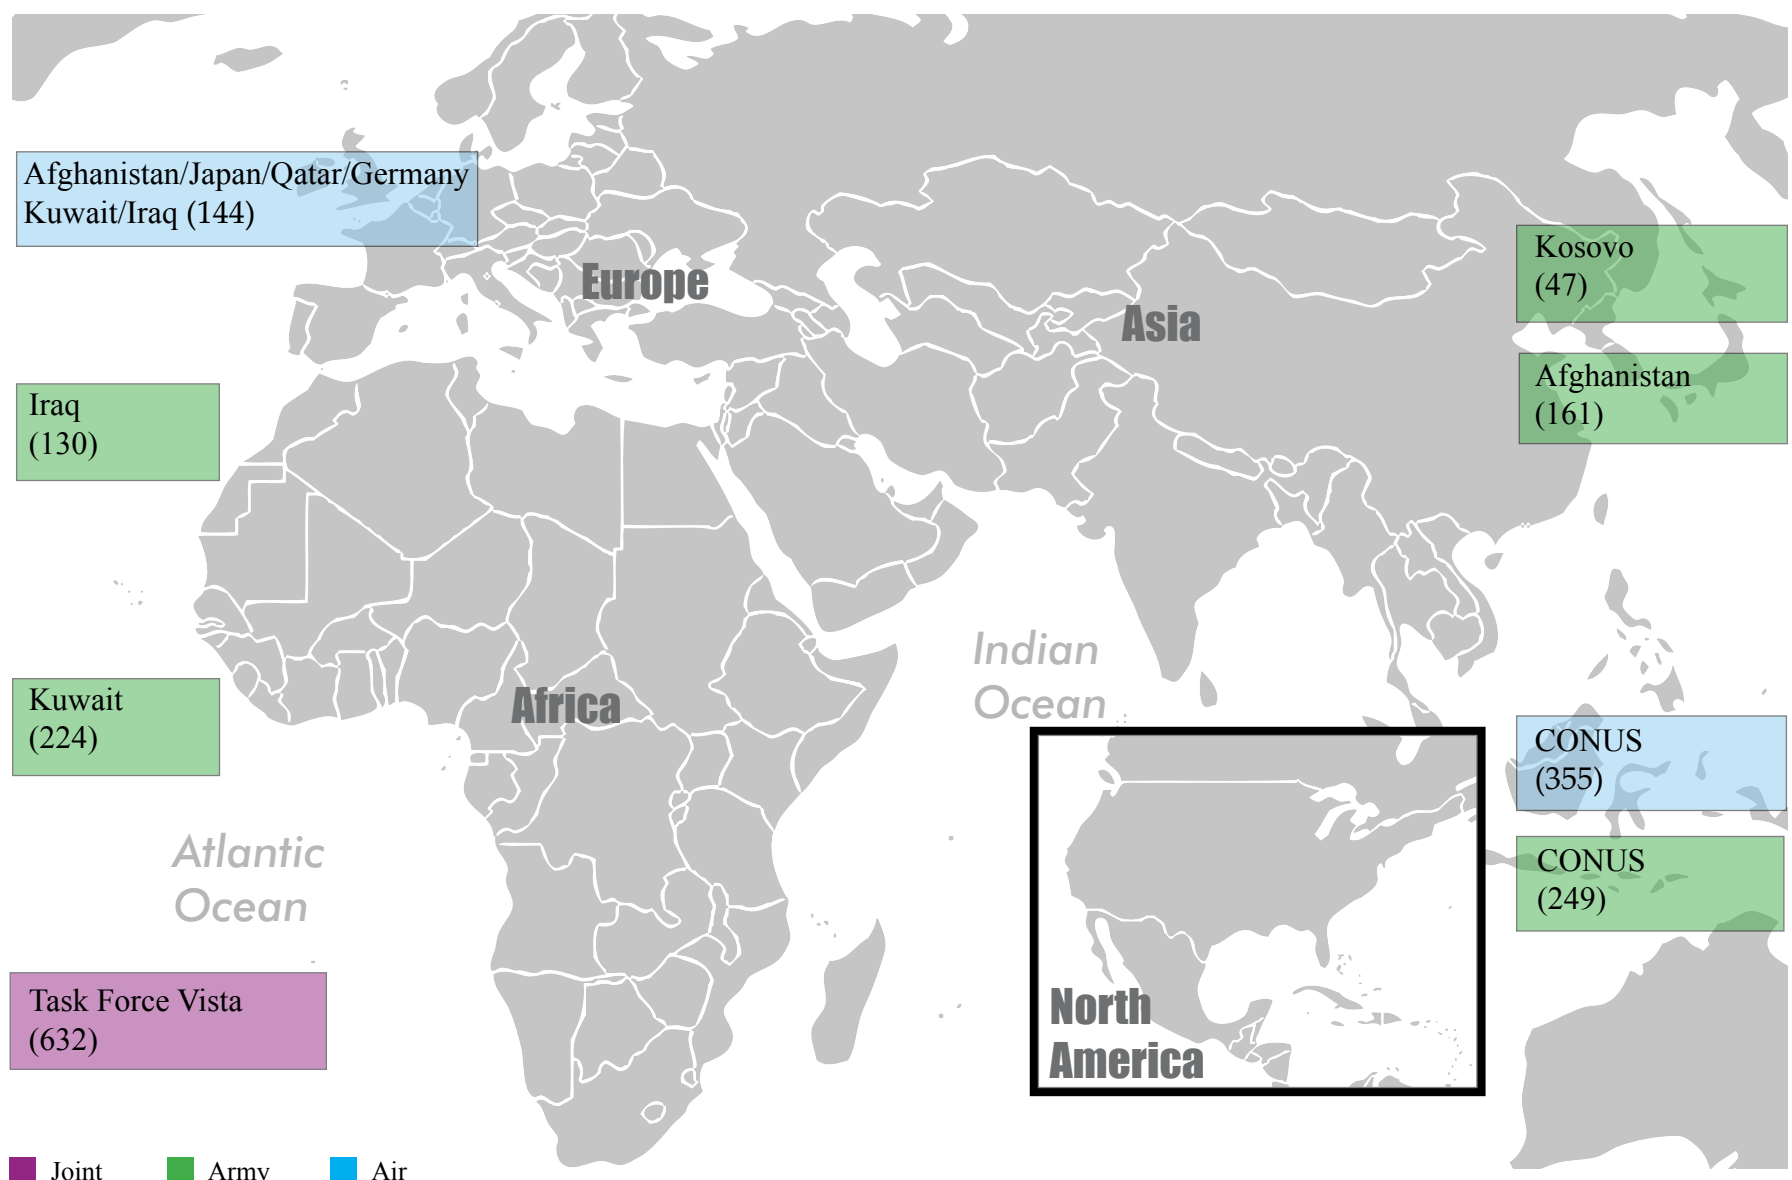 Afghanistan/Japan/Qatar/Germany
Kuwait/Iraq (144)
Kosovo
(47)
Europe
Asia
Afghanistan
(161)
Iraq
(130)
Indian
Ocean
Kuwait
(224)
Africa
CONUS
(355)
Atlantic
Ocean
CONUS
(249)
Task Force Vista
(632)
North
America
Joint
Army
Air